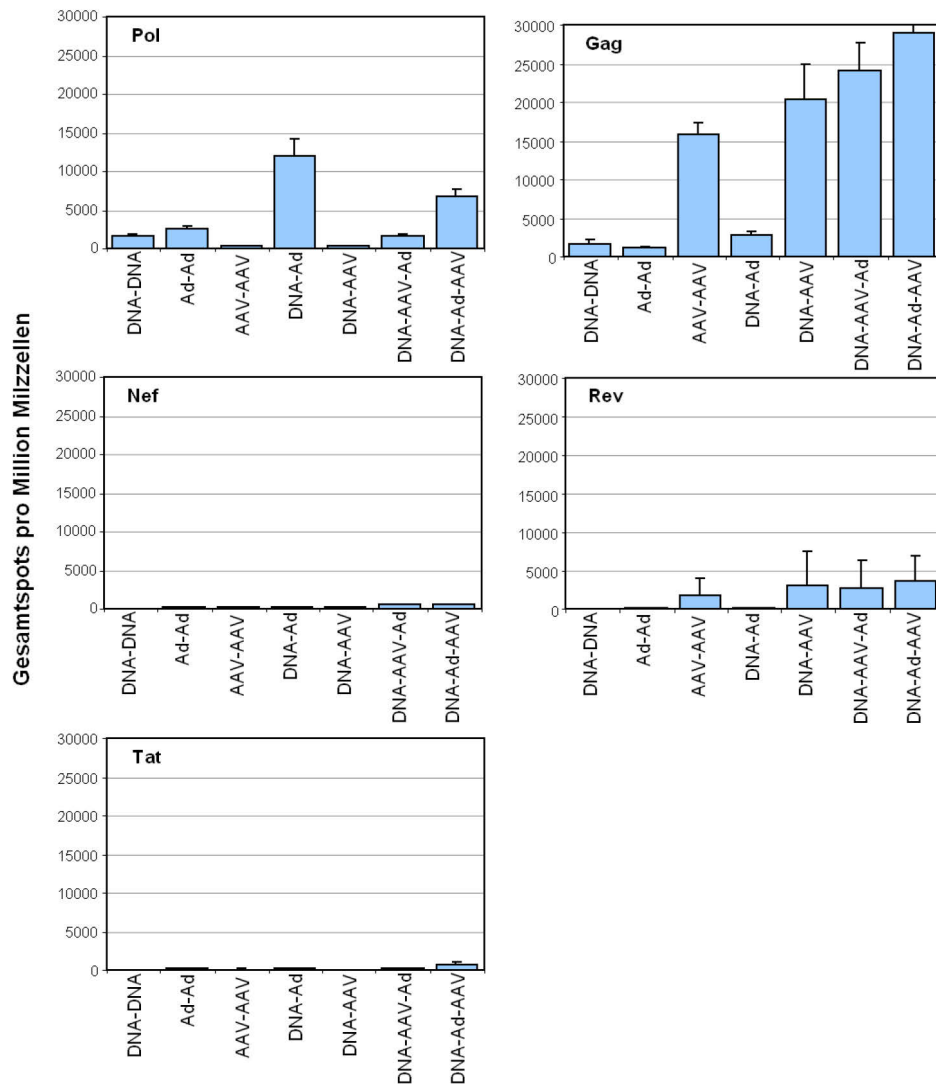 Gesamtspots pro Million Milzzellen
Pol
30000
25000
20000
15000
10000
5000
0
DNA-DNA
Ad-Ad
AAV-AAV
DNA-Ad
DNA-AAV
DNA-AAV-Ad
DNA-Ad-AAV
Gag
30000
25000
20000
15000
10000
5000
0
DNA-DNA
Ad-Ad
AAV-AAV
DNA-Ad
DNA-AAV
DNA-AAV-Ad
DNA-Ad-AAV
Nef
30000
25000
20000
15000
10000
5000
0
DNA-DNA
Ad-Ad
AAV-AAV
DNA-Ad
DNA-AAV
DNA-AAV-Ad
DNA-Ad-AAV
Rev
30000
25000
20000
15000
10000
5000
0
DNA-DNA
Ad-Ad
AAV-AAV
DNA-Ad
DNA-AAV
DNA-AAV-Ad
DNA-Ad-AAV
Tat
30000
25000
20000
15000
10000
5000
0
DNA-DNA
Ad-Ad
AAV-AAV
DNA-Ad
DNA-AAV
DNA-AAV-Ad
DNA-Ad-AAV